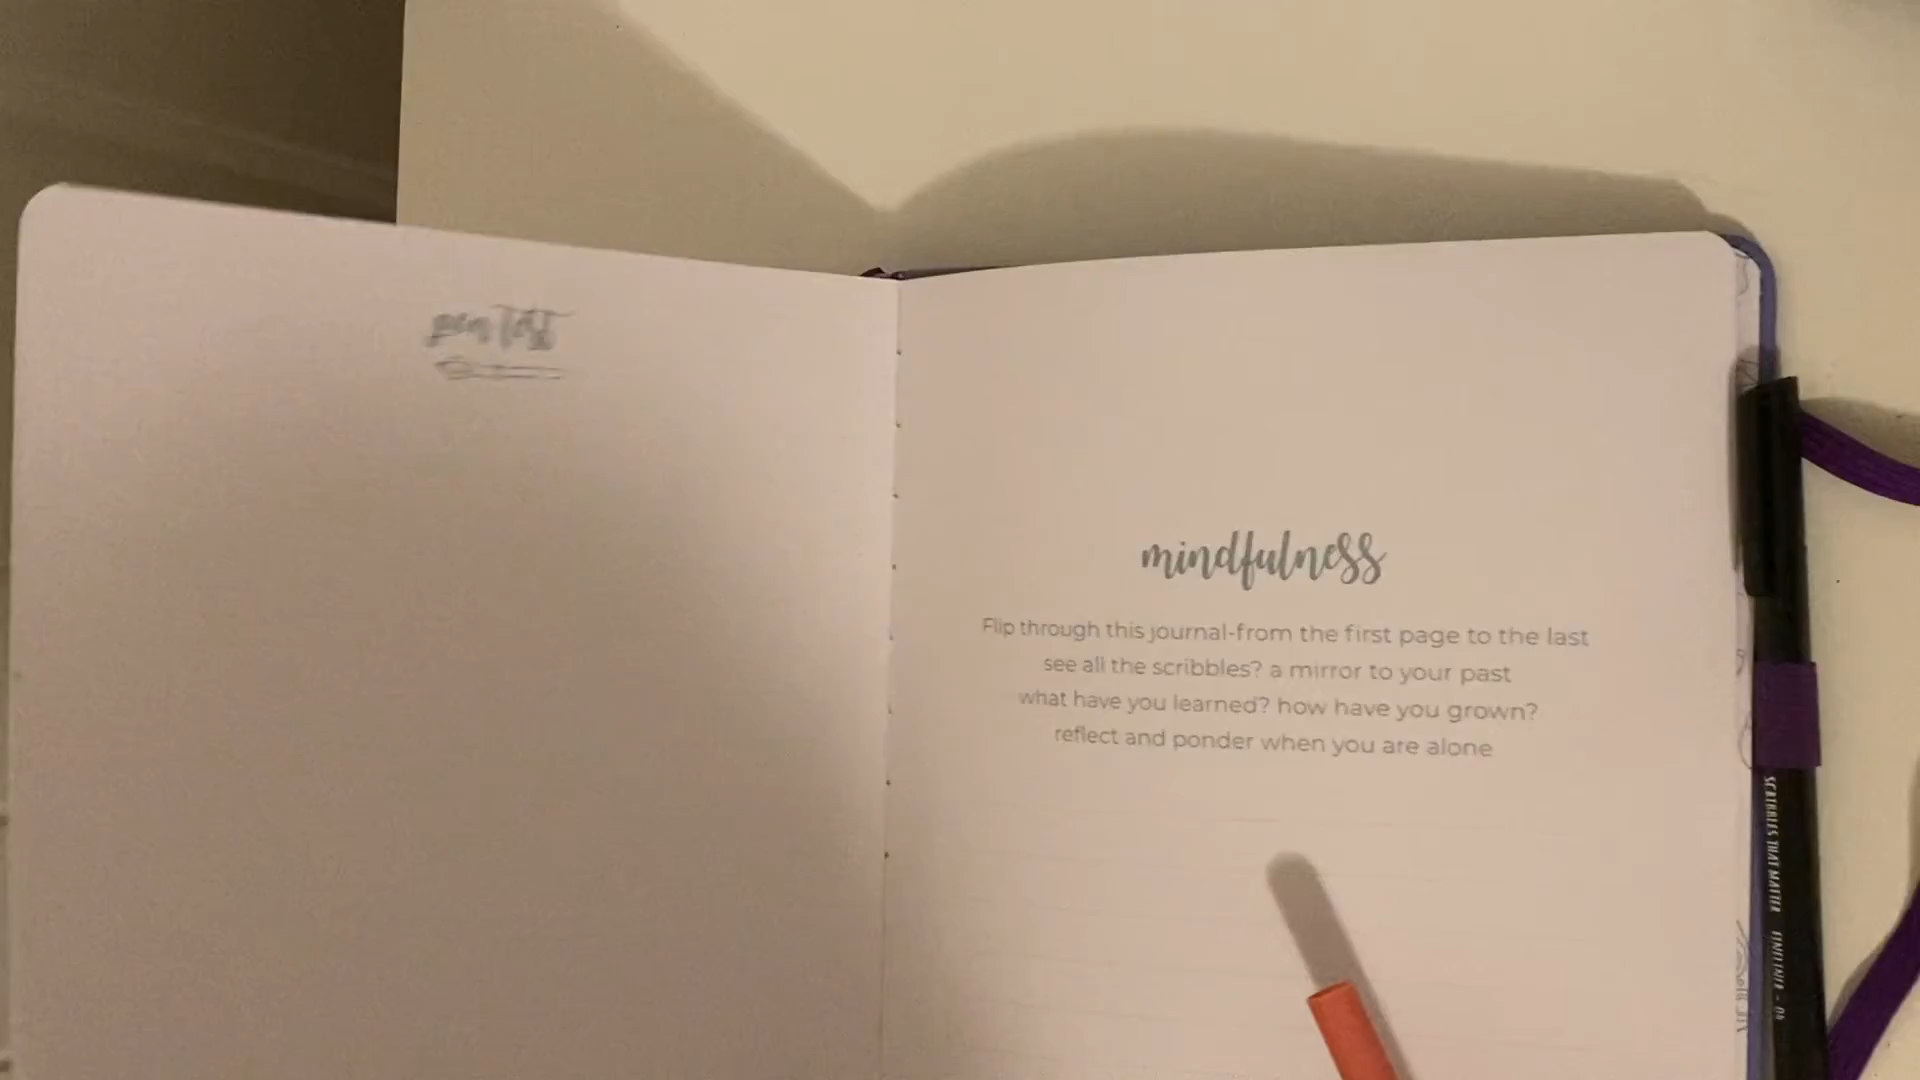 pen test
mindfulness
Flip through this journal-from the first page to the last
see all the scribbles? a mirror to your past
what have you learned? how have you grown?
reflect and ponder when you are alone
SCRIBBLES THAT MATTER FINELINER -